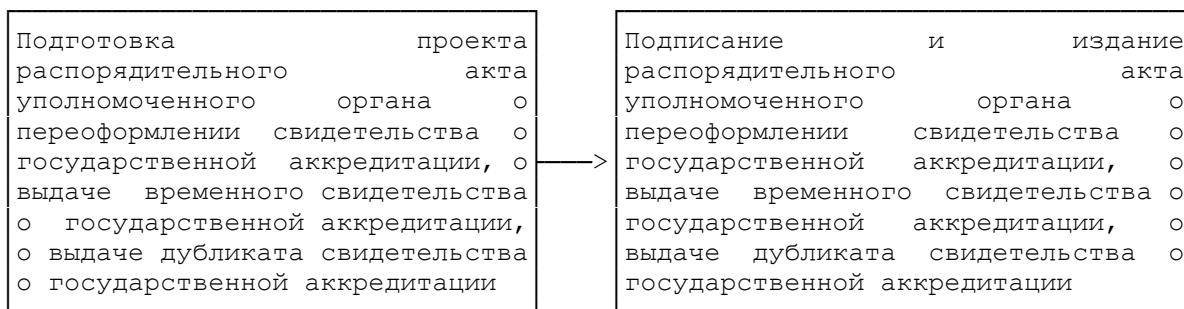 Подготовка проекта
распорядительного акта
уполномоченного органа о
переоформлении свидетельства о
государственной аккредитации, о
выдаче временного свидетельства
о государственной аккредитации,
о выдаче дубликата свидетельства
о государственной аккредитации
Подписание и издание
распорядительного акта
уполномоченного органа о
переоформлении свидетельства о
государственной аккредитации, о
выдаче временного свидетельства о
государственной аккредитации, о
выдаче дубликата свидетельства о
государственной аккредитации